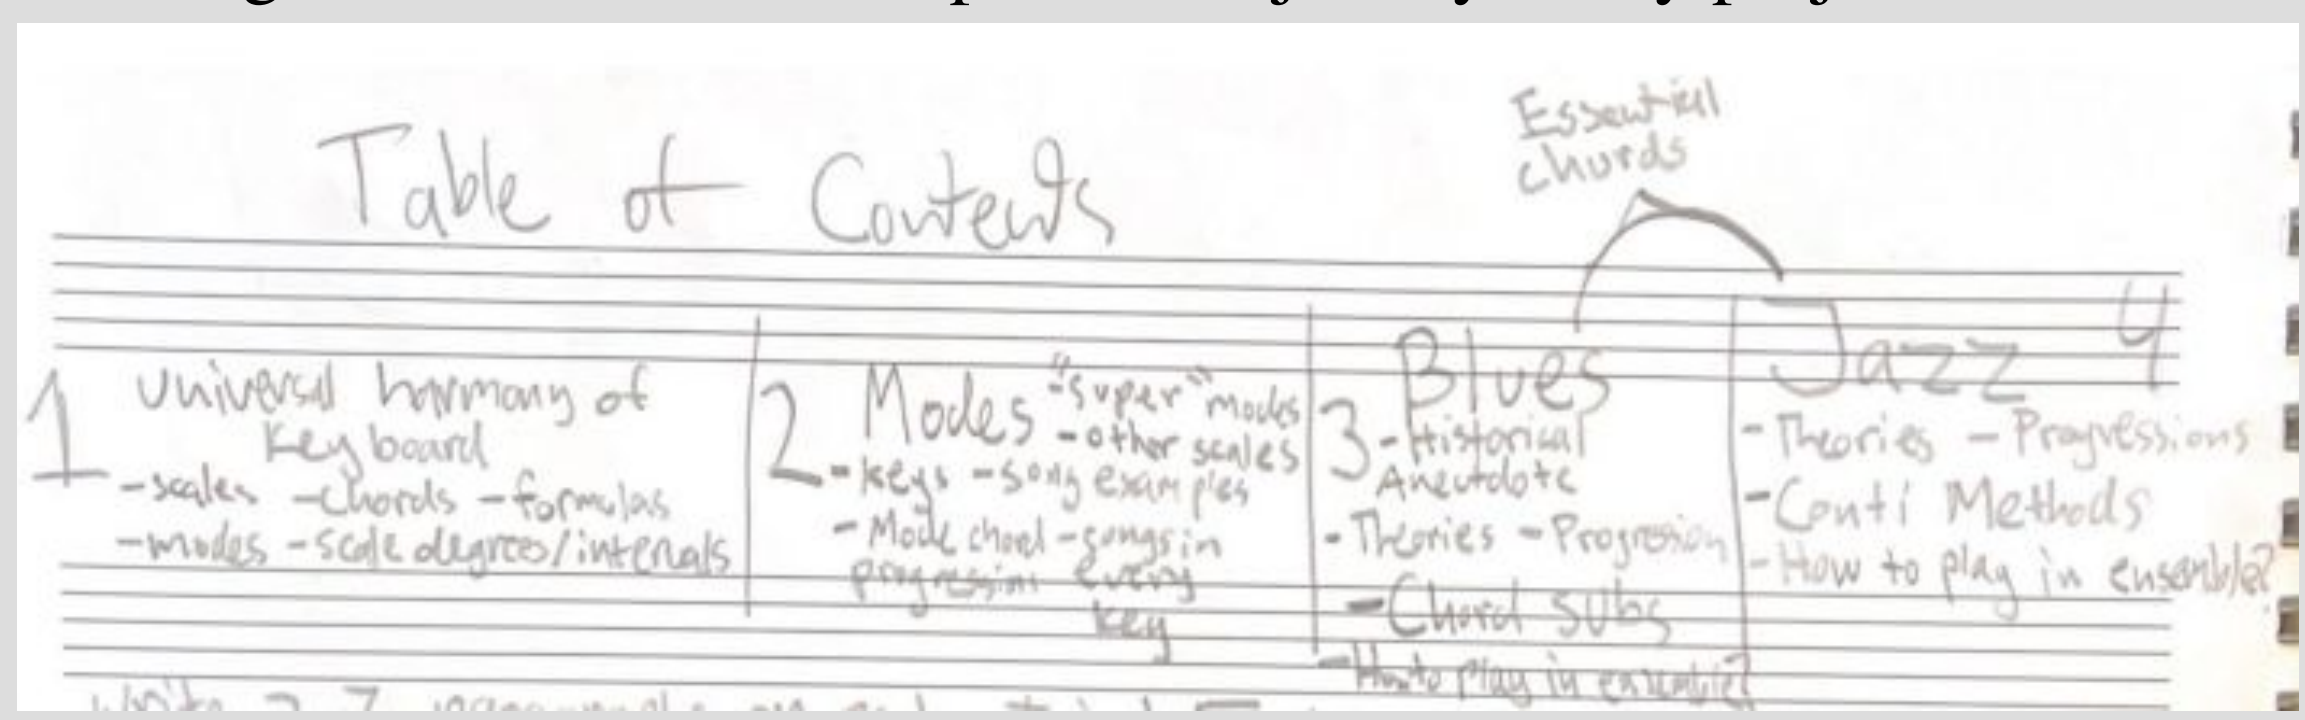 Table of Contents
Essential
chords
1 Universal harmony of
Keyboard
-scales -chords -formulas
-modes -scale degrees/intervals
2 Modes -"super" modes
-other scales
-keys -song examples
-Mode chord progression
-songs in every key
3 Blues
-Historical
Anecdote
-Theories -Progression
-Chord subs
-How to play in ensemble?
Jazz 4
-Theories -Progressions
-Conti Methods
-How to play in ensemble?